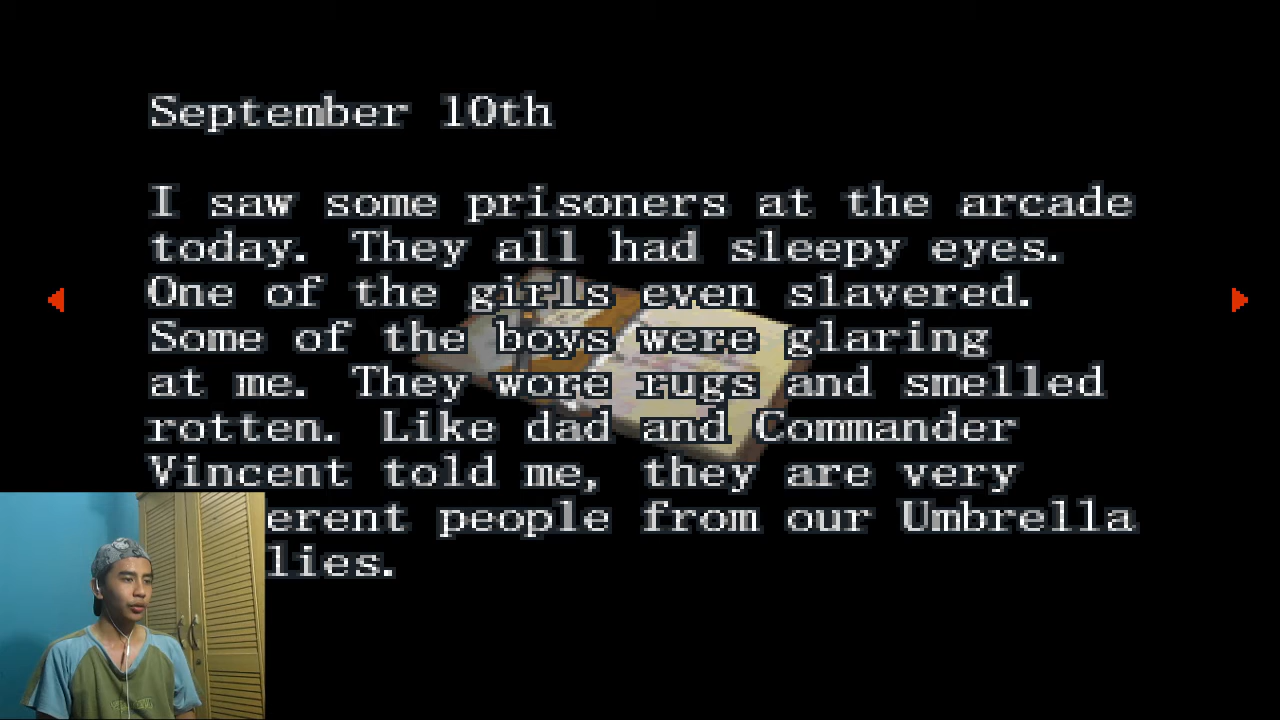 September 10th
I saw some prisoners at the arcade
today. They all had sleepy eyes.
One of the girls even slavered.
Some of the boys were glaring
at me. They wore rugs and smelled
rotten. Like dad and Commander
Vincent told me, they are very
erent people from our Umbrella
lies.